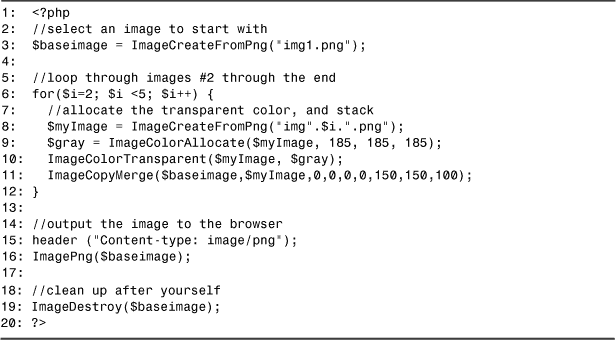 1: <?php
2: //select an image to start with
3: $baseimage = ImageCreateFromPng("img1.png");
4:
5: //loop through images #2 through the end
6: for($i=2; $i <5; $i++) {
7: //allocate the transparent color, and stack
8: $myImage = ImageCreateFromPng("img".$i.".png");
9: $gray = ImageColorAllocate($myImage, 185, 185, 185);
10: ImageColorTransparent($myImage, $gray);
11: ImageCopyMerge($baseimage,$myImage,0,0,0,0,150,150,100);
12: }
13:
14: //output the image to the browser
15: header ("Content-type: image/png");
16: ImagePng($baseimage);
17:
18: //clean up after yourself
19: ImageDestroy($baseimage);
20: ?>